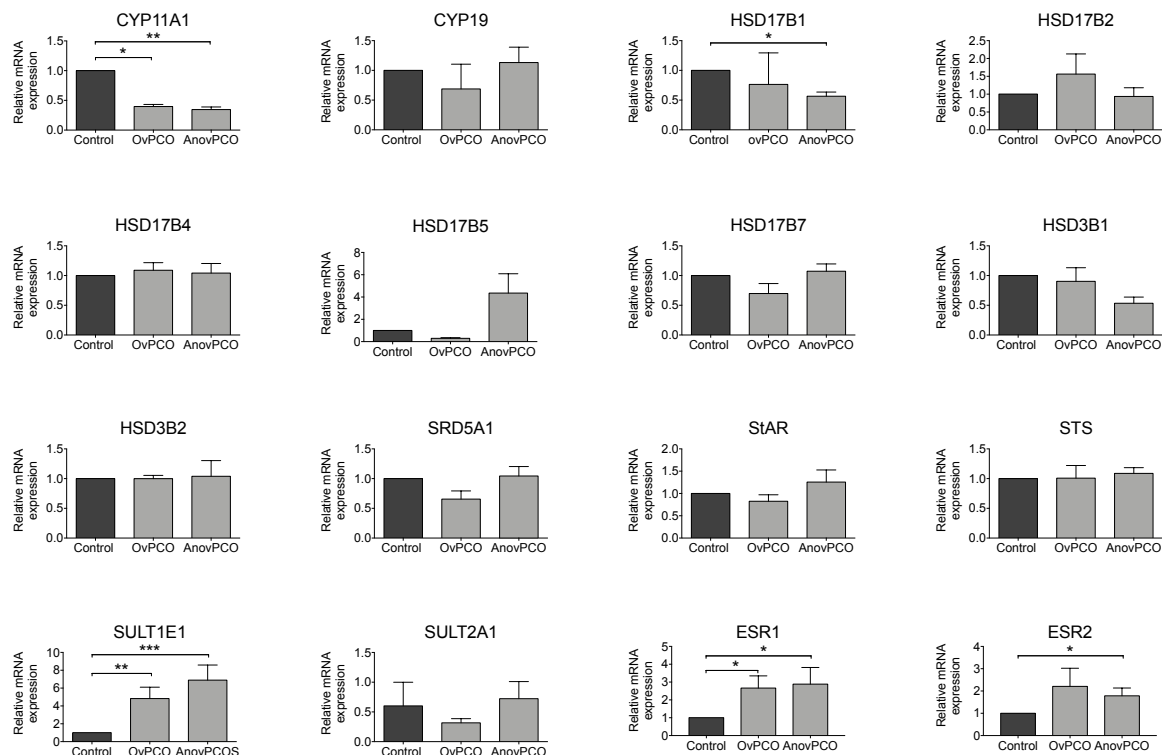 CYP11A1
**
*
Relative mRNA
expression
1.5
1.0
0.5
0.0
Control OvPCO AnovPCO
CYP19
Relative mRNA
expression
1.5
1.0
0.5
0.0
Control OvPCO AnovPCO
HSD17B1
*
Relative mRNA
expression
1.5
1.0
0.5
0.0
Control ovPCO AnovPCO
HSD17B2
Relative mRNA
expression
2.5
2.0
1.5
1.0
0.5
0.0
Control OvPCO AnovPCO
HSD17B4
Relative mRNA
expression
1.5
1.0
0.5
0.0
Control OvPCO AnovPCO
HSD17B5
Relative mRNA
expression
8
6
4
2
0
Control OvPCO AnovPCO
HSD17B7
Relative mRNA
expression
1.5
1.0
0.5
0.0
Control OvPCO AnovPCO
HSD3B1
Relative mRNA
expression
1.5
1.0
0.5
0.0
Control OvPCO AnovPCO
HSD3B2
Relative mRNA
expression
1.5
1.0
0.5
0.0
Control OvPCO AnovPCO
SRD5A1
Relative mRNA
expression
1.5
1.0
0.5
0.0
Control OvPCO AnovPCO
StAR
Relative mRNA
expression
2.0
1.5
1.0
0.5
0.0
Control OvPCO AnovPCO
STS
Relative mRNA
expression
1.5
1.0
0.5
0.0
Control OvPCO AnovPCO
SULT1E1
***
**
Relative mRNA
expression
10
8
6
4
2
0
Control OvPCO AnovPCOS
SULT2A1
Relative mRNA
expression
1.5
1.0
0.5
0.0
Control OvPCO AnovPCO
ESR1
*
*
Relative mRNA
expression
5
4
3
2
1
0
Control OvPCO AnovPCO
ESR2
*
Relative mRNA
expression
4
3
2
1
0
Control OvPCO AnovPCO